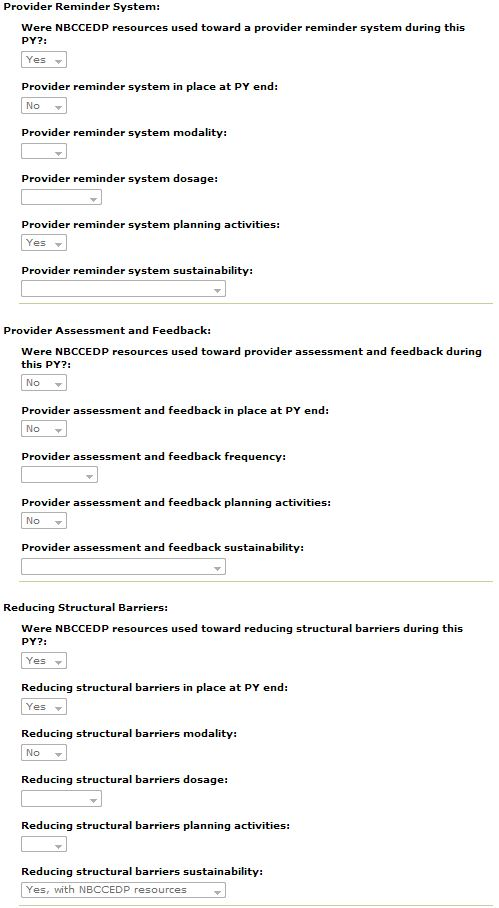 Provider Reminder System:
Were NBCCEDP resources used toward a provider reminder system during this
PY?:
Yes
Provider reminder system in place at PY end:
No
Provider reminder system modality:
Provider reminder system dosage:
Provider reminder system planning activities:
Yes
Provider reminder system sustainability:
Provider Assessment and Feedback:
Were NBCCEDP resources used toward provider assessment and feedback during
this PY?:
No
Provider assessment and feedback in place at PY end:
No
Provider assessment and feedback frequency:
Provider assessment and feedback planning activities:
No
Provider assessment and feedback sustainability:
Reducing Structural Barriers:
Were NBCCEDP resources used toward reducing structural barriers during this
PY?:
Yes
Reducing structural barriers in place at PY end:
Yes
Reducing structural barriers modality:
No
Reducing structural barriers dosage:
Reducing structural barriers planning activities:
Reducing structural barriers sustainability:
Yes, with NBCCEDP resources